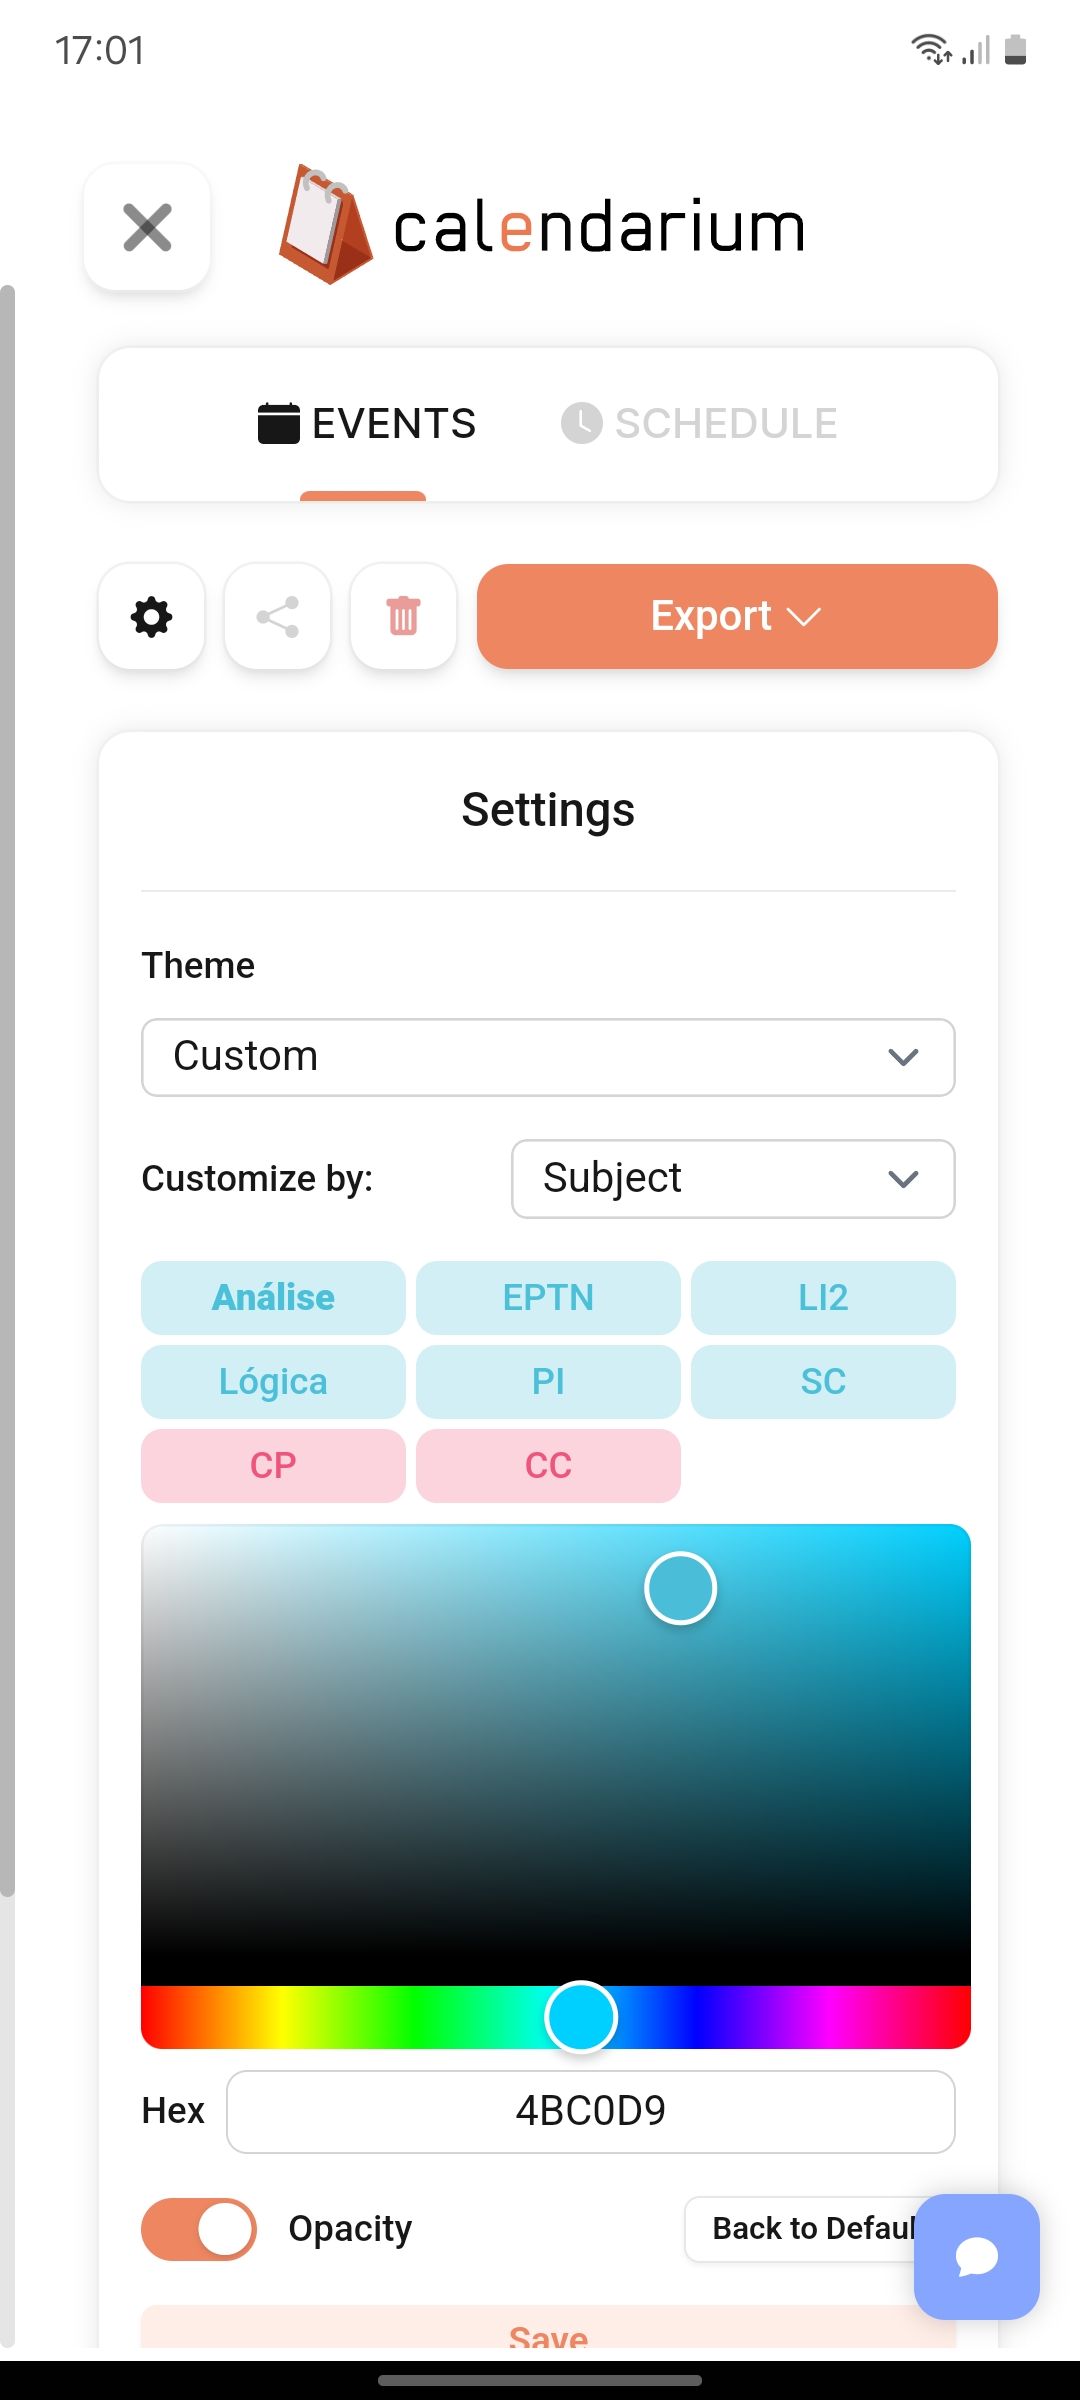 17:01
calendarium
EVENTS SCHEDULE
Export
Settings
Theme
Custom
Customize by: Subject
Análise EPTN LI2
Lógica PI SC
CP CC
Hex 4BC0D9
Opacity Back to Defaul
Save